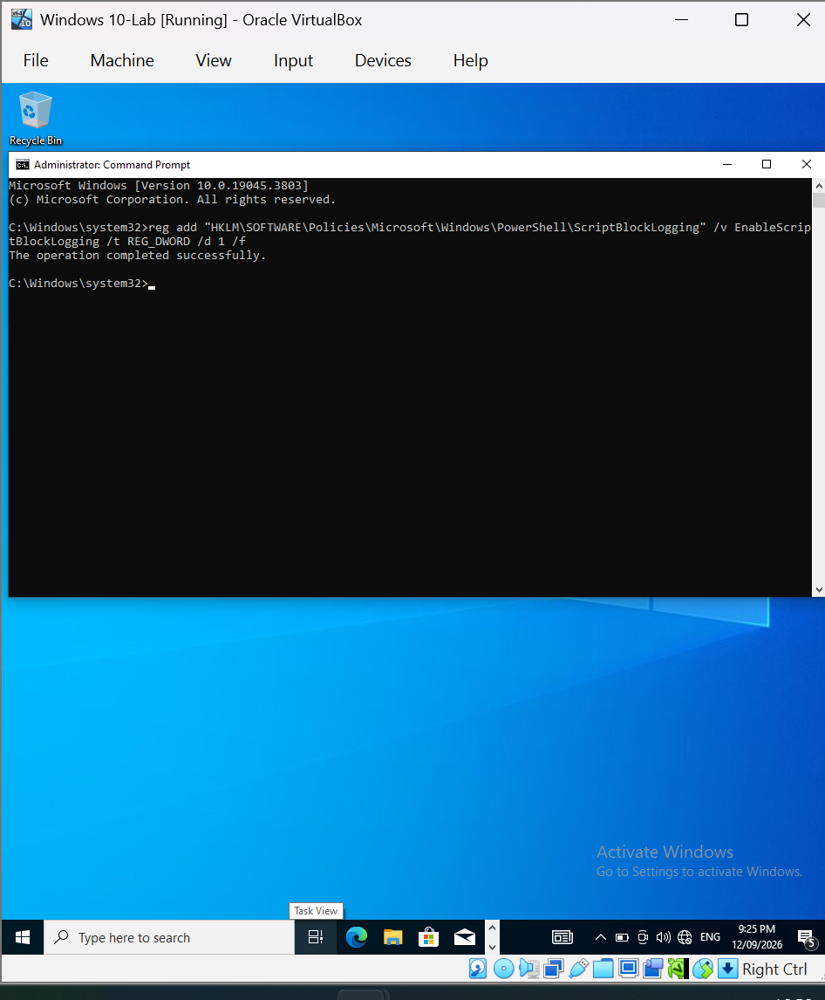 Windows 10-Lab [Running] - Oracle VirtualBox
File Machine View Input Devices Help
Recycle Bin
Administrator: Command Prompt
Microsoft Windows [Version 10.0.19045.3803]
(c) Microsoft Corporation. All rights reserved.
C:\Windows\system32>reg add "HKLM\SOFTWARE\Policies\Microsoft\Windows\PowerShell\ScriptBlockLogging" /v EnableScrip
tBlockLogging /t REG_DWORD /d 1 /f
The operation completed successfully.
C:\Windows\system32>
Activate Windows
Go to Settings to activate Windows.
Task View
Type here to search
ENG
9:25 PM
12/09/2026
5
Right Ctrl